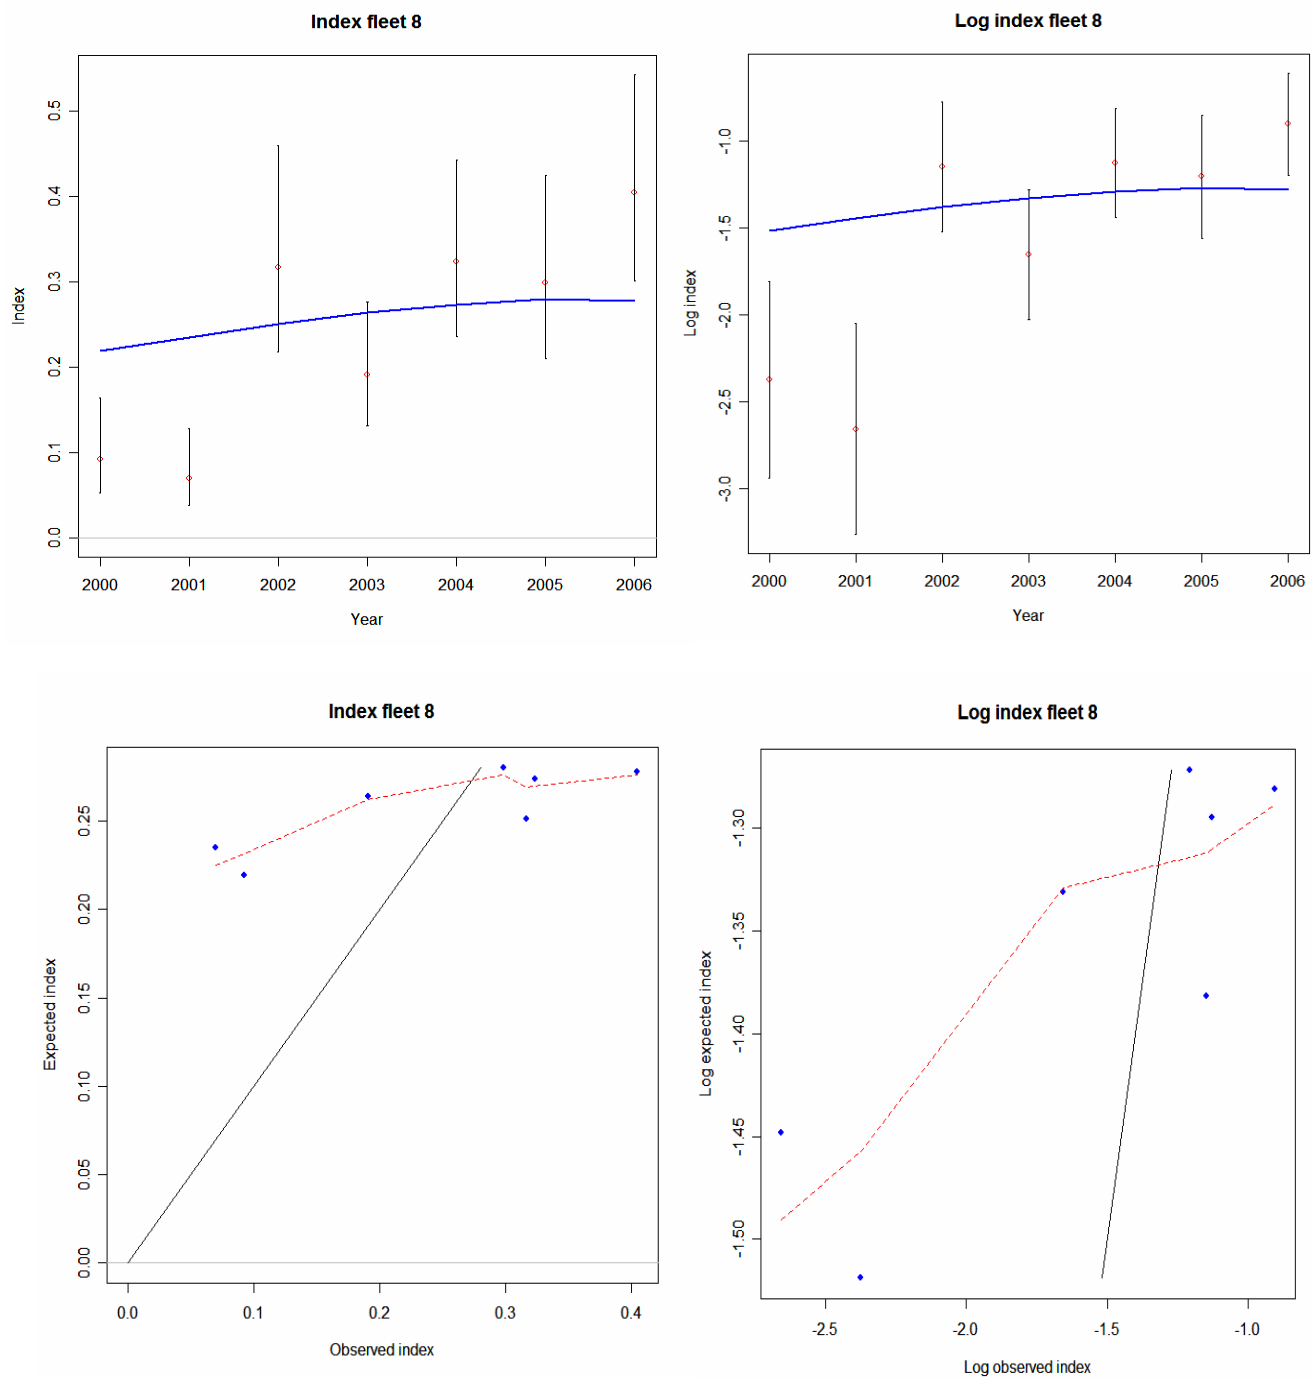 Index fleet 8
Index
0.0 0.1 0.2 0.3 0.4 0.5
2000 2001 2002 2003 2004 2005 2006
Year
Log index fleet 8
Log index
-3.0 -2.5 -2.0 -1.5 -1.0
2000 2001 2002 2003 2004 2005 2006
Year
Index fleet 8
Expected index
0.00 0.05 0.10 0.15 0.20 0.25
0.0 0.1 0.2 0.3 0.4
Observed index
Log index fleet 8
Log expected index
-1.50 -1.45 -1.40 -1.35 -1.30
-2.5 -2.0 -1.5 -1.0
Log observed index